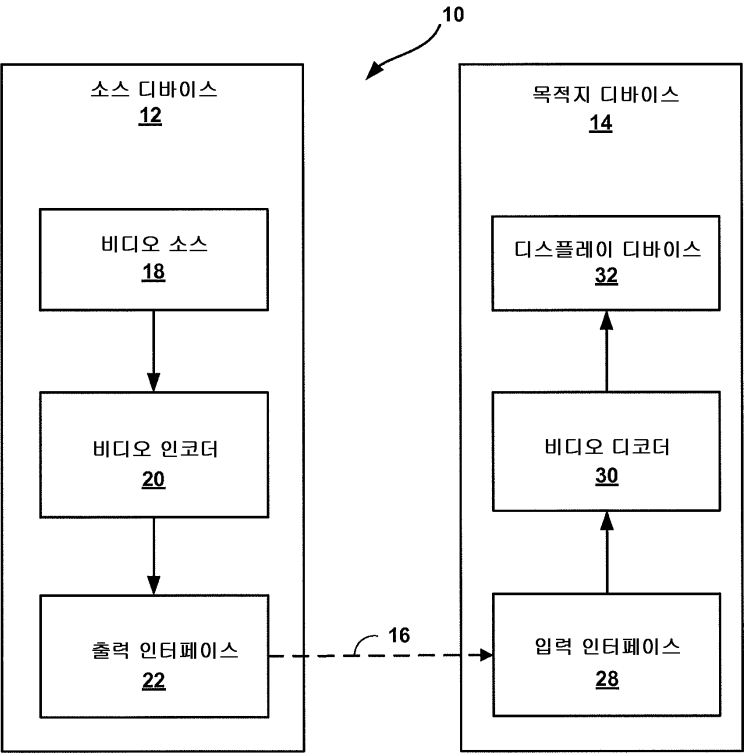 10
소스 디바이스
12
비디오 소스
18
비디오 인코더
20
출력 인터페이스
22
16
목적지 디바이스
14
디스플레이 디바이스
32
비디오 디코더
30
입력 인터페이스
28